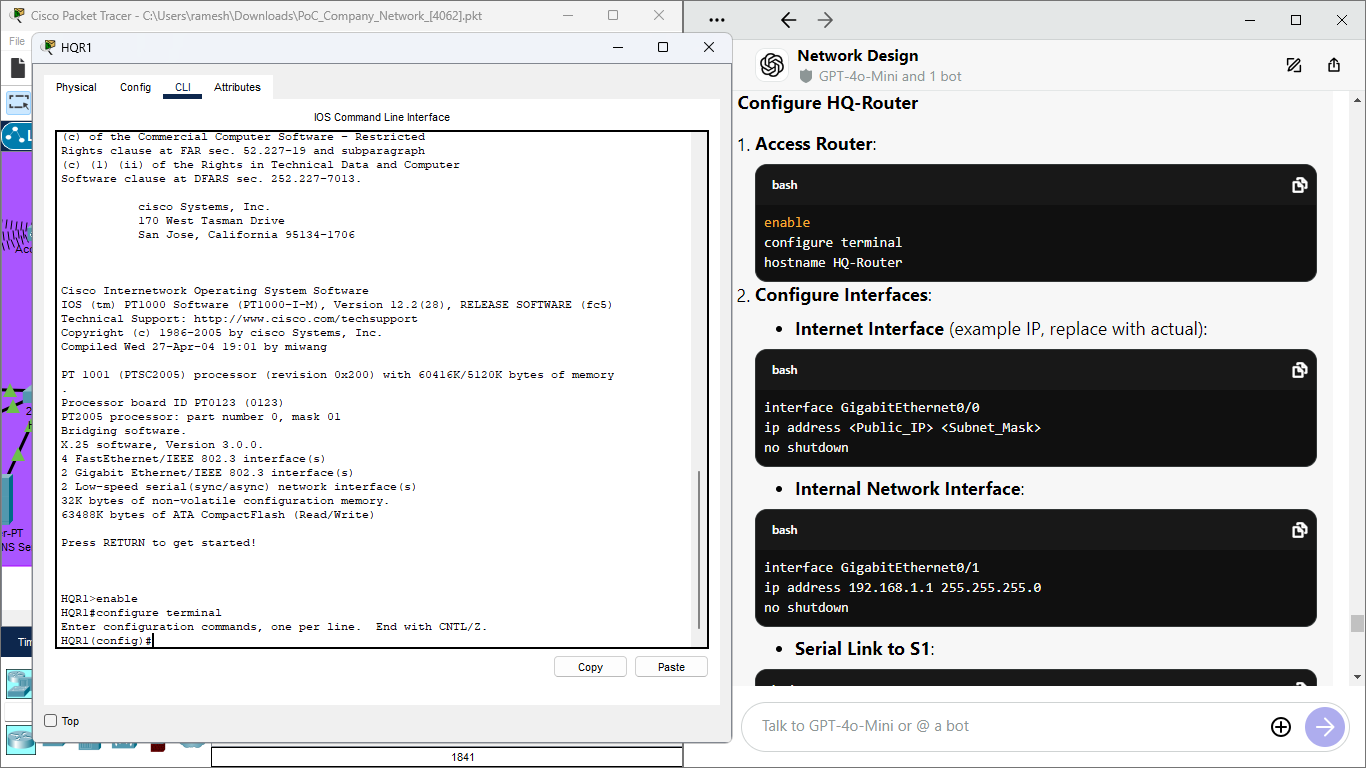 Cisco Packet Tracer - C:\Users\ramesh\Downloads\PoC_Company_Network_[4062].pkt
File
HQR1
Physical
Config
CLI
Attributes
IOS Command Line Interface
(c) of the Commercial Computer Software - Restricted
Rights clause at FAR sec. 52.227-19 and subparagraph
(c) (1) (ii) of the Rights in Technical Data and Computer
Software clause at DFARS sec. 252.227-7013.
cisco Systems, Inc.
170 West Tasman Drive
San Jose, California 95134-1706
Cisco Internetwork Operating System Software
IOS (tm) PT1000 Software (PT1000-I-M), Version 12.2(28), RELEASE SOFTWARE (fc5)
Technical Support: http://www.cisco.com/techsupport
Copyright (c) 1986-2005 by cisco Systems, Inc.
Compiled Wed 27-Apr-04 19:01 by miwang
PT 1001 (PTSC2005) processor (revision 0x200) with 60416K/5120K bytes of memory
.
Processor board ID PT0123 (0123)
PT2005 processor: part number 0, mask 01
Bridging software.
X.25 software, Version 3.0.0.
4 FastEthernet/IEEE 802.3 interface(s)
2 Gigabit Ethernet/IEEE 802.3 interface(s)
2 Low-speed serial(sync/async) network interface(s)
32K bytes of non-volatile configuration memory.
63488K bytes of ATA CompactFlash (Read/Write)
Press RETURN to get started!
HQR1>enable
HQR1#configure terminal
Enter configuration commands, one per line.  End with CNTL/Z.
HQR1(config)#
Copy
Paste
Top
1841
Network Design
GPT-4o-Mini and 1 bot
Configure HQ-Router
1. Access Router:
bash
enable
configure terminal
hostname HQ-Router
2. Configure Interfaces:
• Internet Interface (example IP, replace with actual):
bash
interface GigabitEthernet0/0
ip address <Public_IP> <Subnet_Mask>
no shutdown
• Internal Network Interface:
bash
interface GigabitEthernet0/1
ip address 192.168.1.1 255.255.255.0
no shutdown
• Serial Link to S1:
Talk to GPT-4o-Mini or @ a bot